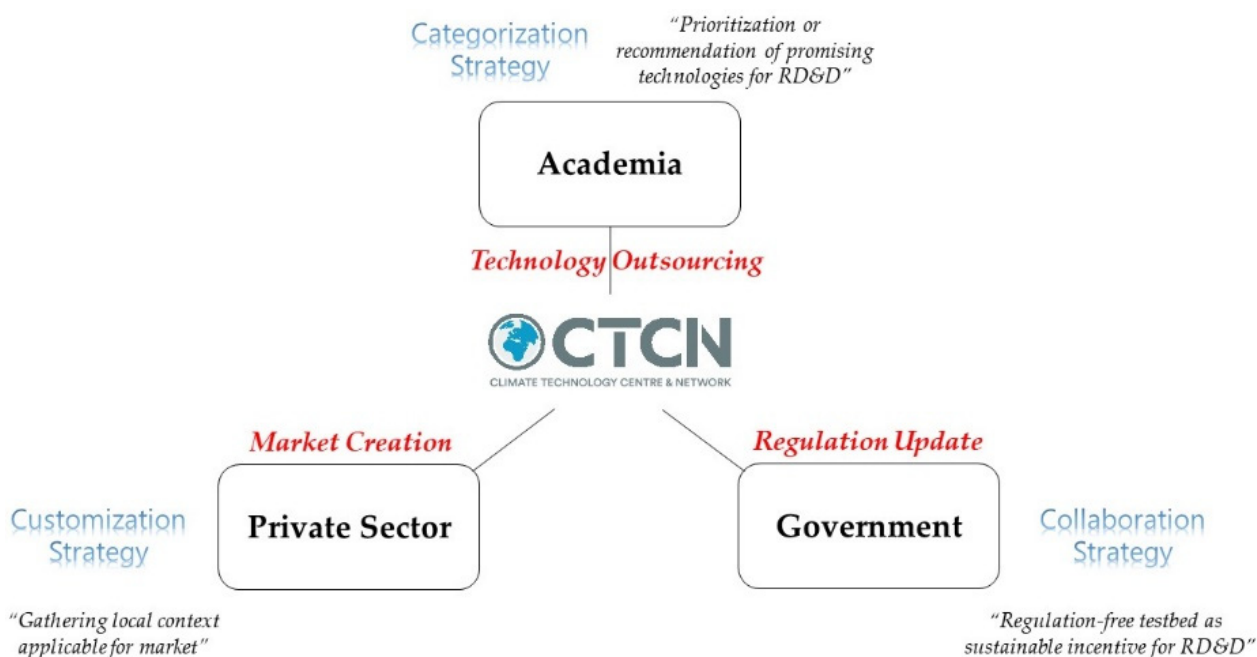 Categorization
Strategy
“Prioritization or
recommendation of promising
technologies for RD&D”
Academia
Technology Outsourcing
CTCN
CLIMATE TECHNOLOGY CENTRE & NETWORK
Market Creation
Regulation Update
Customization
Strategy
Private Sector
Government
Collaboration
Strategy
“Gathering local context
applicable for market”
“Regulation-free testbed as
sustainable incentive for RD&D”